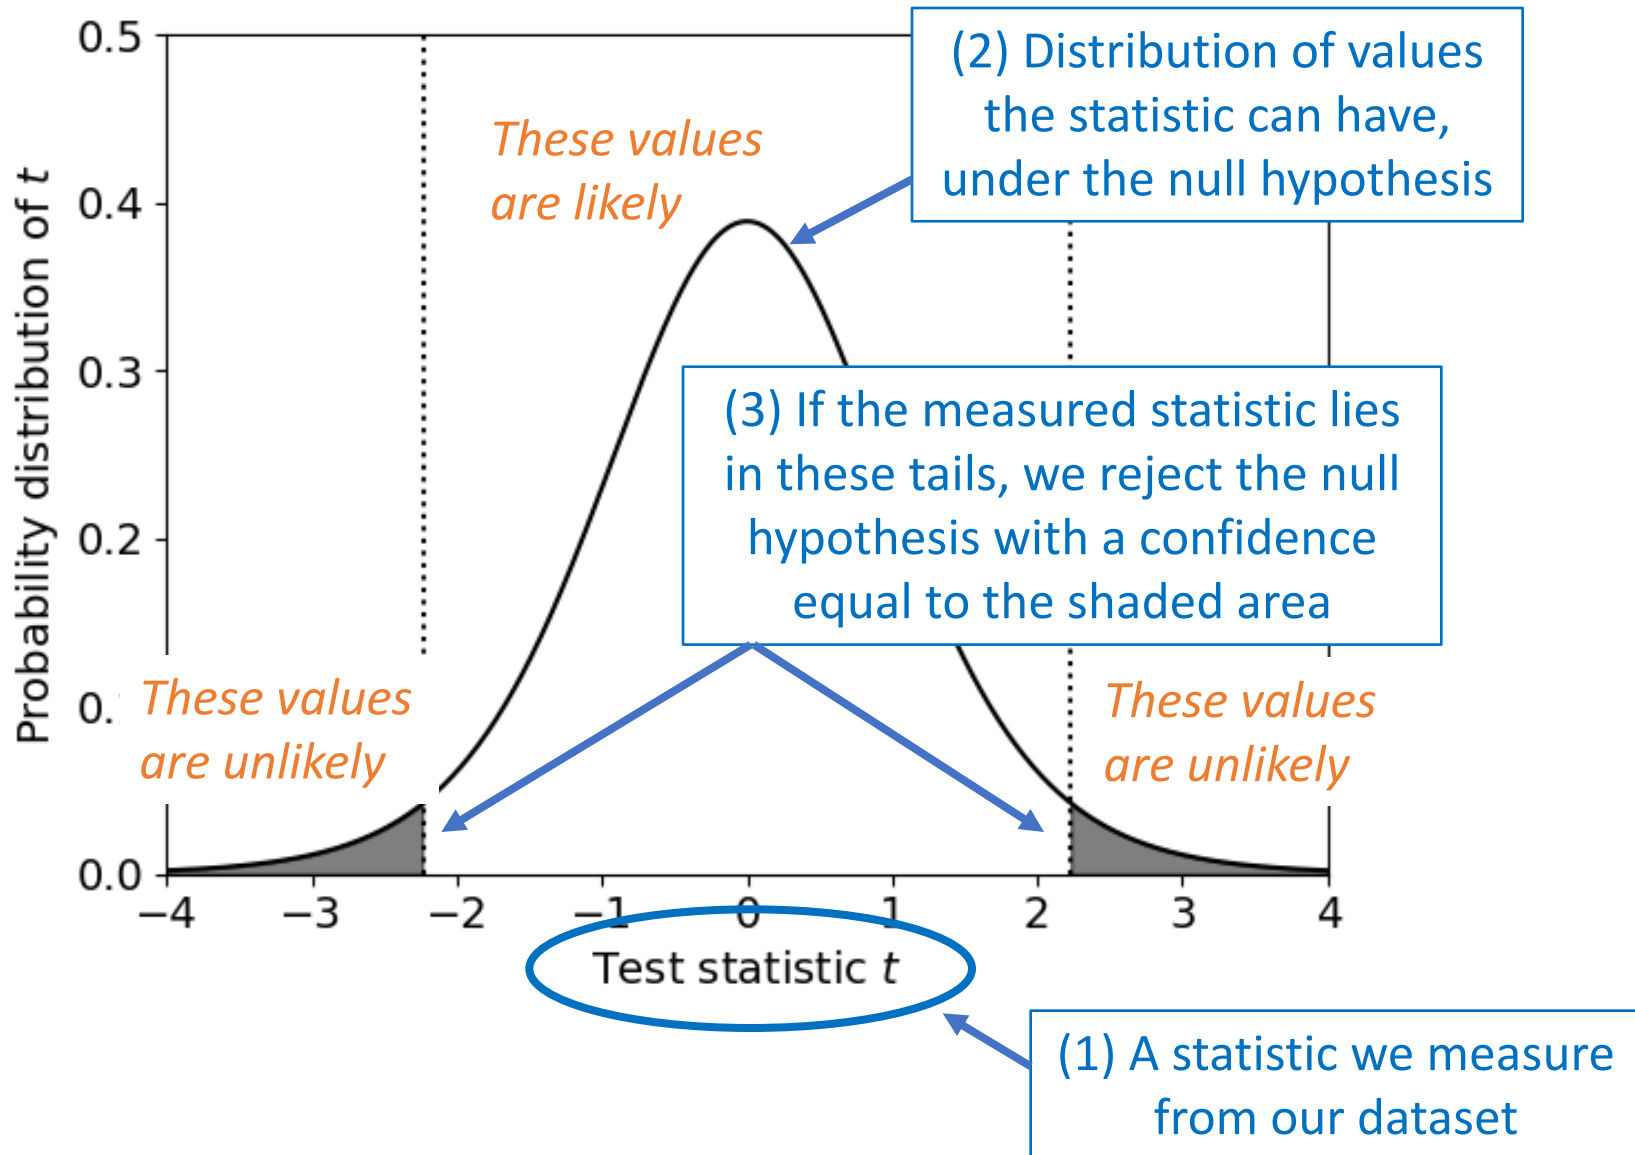 0.5
0.4
0.3
0.2
0.
0.0
Probability distribution of t
These values
are likely
(2) Distribution of values
the statistic can have,
under the null hypothesis
(3) If the measured statistic lies
in these tails, we reject the null
hypothesis with a confidence
equal to the shaded area
These values
are unlikely
These values
are unlikely
−4 −3 −2 −1 0 1 2 3 4
Test statistic t
(1) A statistic we measure
from our dataset